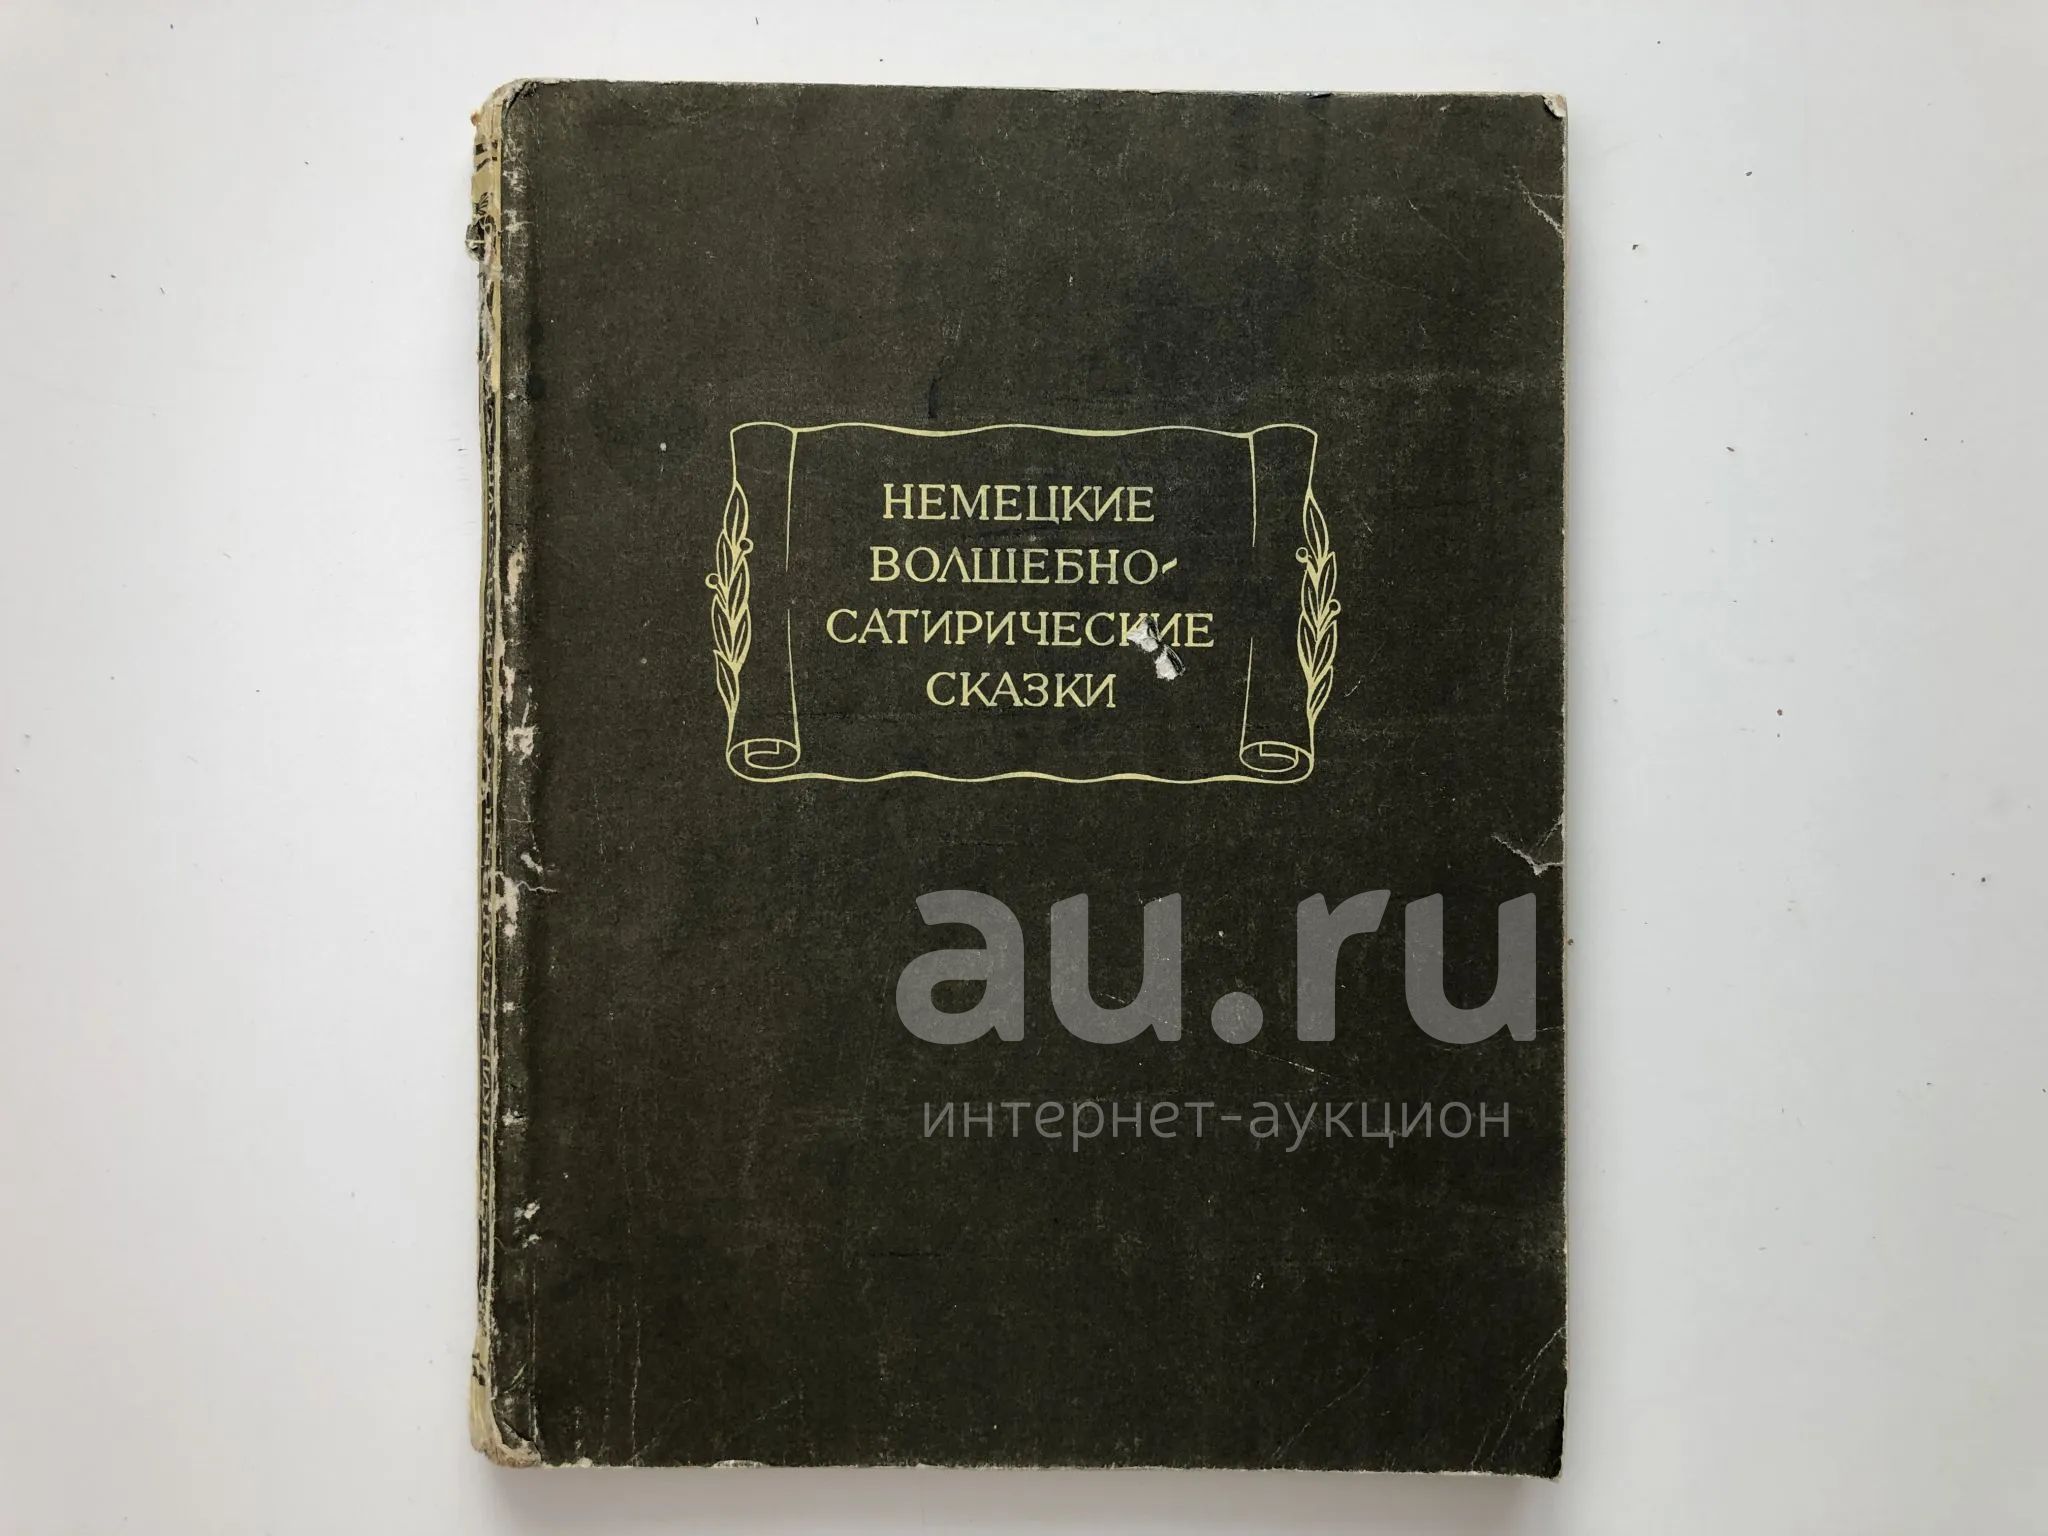 НЕМЕЦКИЕ
ВОЛШЕБНО-
САТИРИЧЕСКИЕ
СКАЗКИ
au.ru
интернет-аукцион